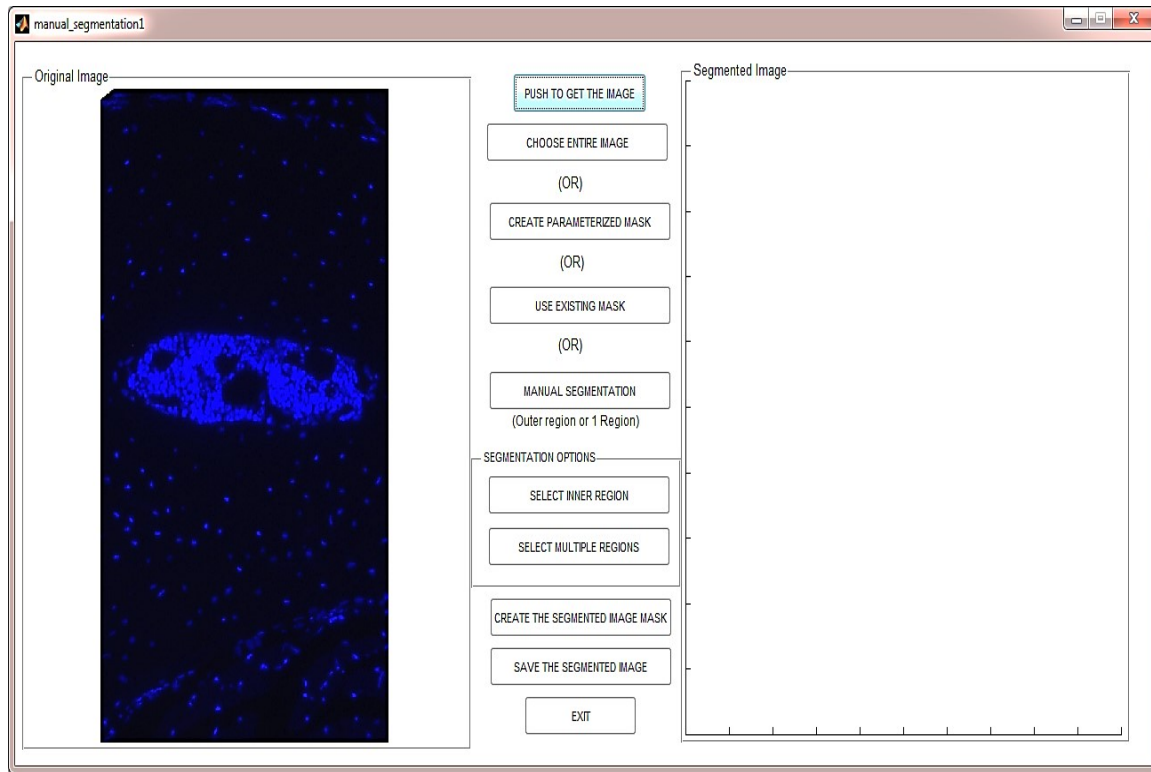 manual_segmentation1
Original Image
PUSH TO GET THE IMAGE
CHOOSE ENTIRE IMAGE
(OR)
CREATE PARAMETERIZED MASK
(OR)
USE EXISTING MASK
(OR)
MANUAL SEGMENTATION
(Outer region or 1 Region)
SEGMENTATION OPTIONS
SELECT INNER REGION
SELECT MULTIPLE REGIONS
CREATE THE SEGMENTED IMAGE MASK
SAVE THE SEGMENTED IMAGE
EXIT
Segmented Image